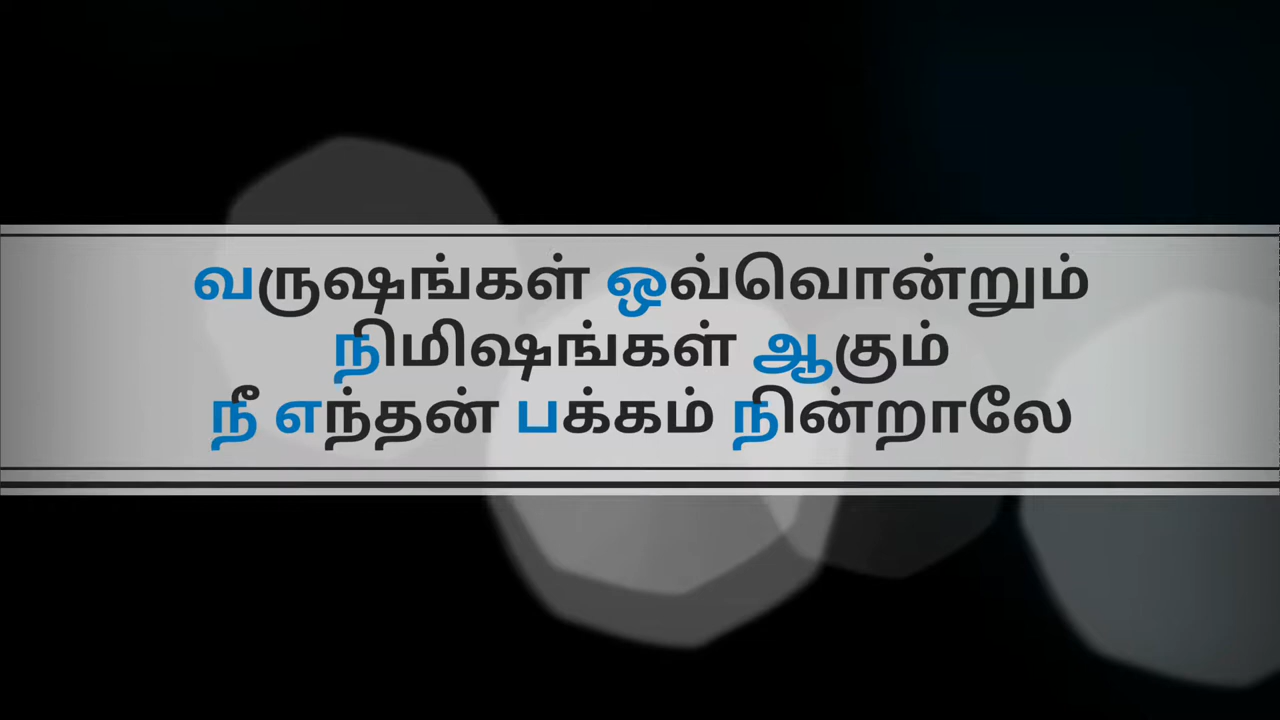 வருஷங்கள் ஒவ்வொன்றும்
நிமிஷங்கள் ஆகும்
நீ எந்தன் பக்கம் நின்றாலே